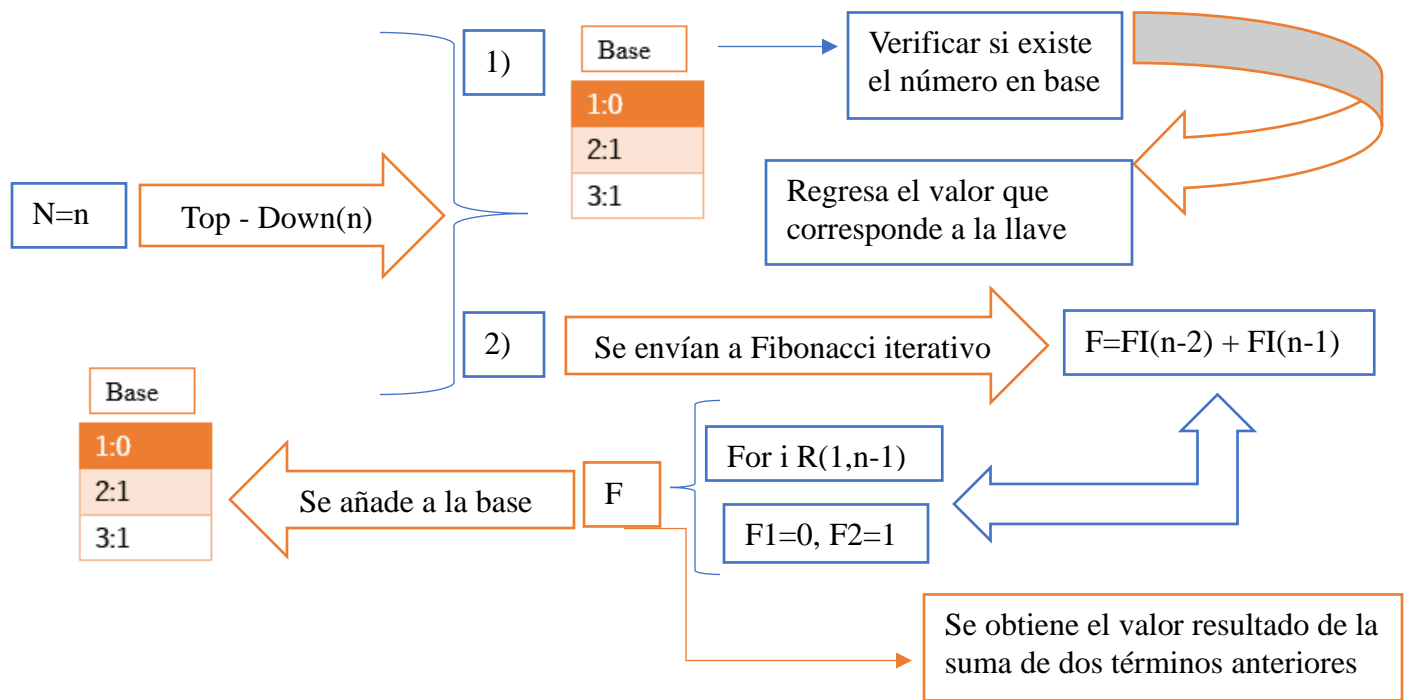 1)
Base
1:0
2:1
3:1
Verificar si existe
el número en base
Regresa el valor que
corresponde a la llave
N=n
Top - Down(n)
2)
Se envían a Fibonacci iterativo
F=FI(n-2) + FI(n-1)
Base
1:0
2:1
3:1
Se añade a la base
F
For i R(1,n-1)
F1=0, F2=1
Se obtiene el valor resultado de la
suma de dos términos anteriores